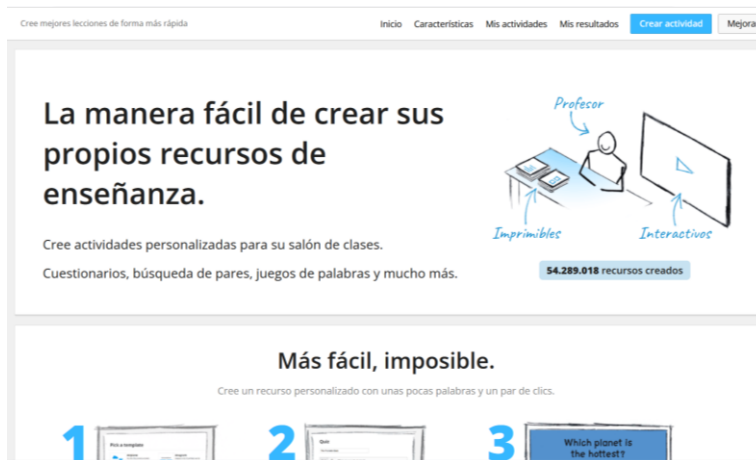 Cree mejores lecciones de forma más rápida
Inicio Características Mis actividades Mis resultados Crear actividad Mejora
La manera fácil de crear sus
propios recursos de
enseñanza.
Cree actividades personalizadas para su salón de clases.
Cuestionarios, búsqueda de pares, juegos de palabras y mucho más.
Profesor
Imprimibles
Interactivos
54.289.018 recursos creados
Más fácil, imposible.
Cree un recurso personalizado con unas pocas palabras y un par de clics.
1
Pick a template
2
Quiz
3
Which planet is
the hottest?